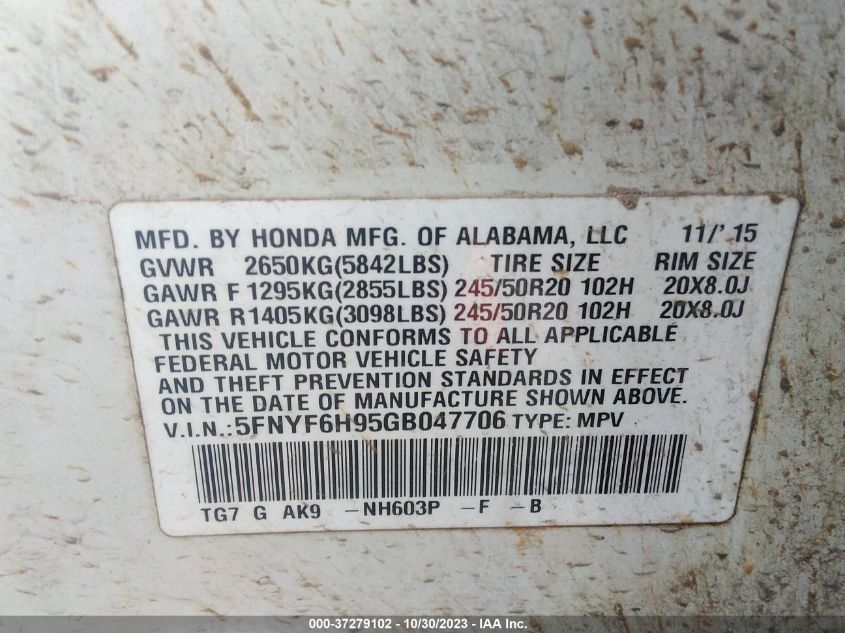 MFD. BY HONDA MFG. OF ALABAMA, LLC 11/'15
GVWR 2650KG(5842LBS) TIRE SIZE RIM SIZE
GAWR F 1295KG(2855LBS) 245/50R20 102H 20X8.0J
GAWR R 1405KG(3098LBS) 245/50R20 102H 20X8.0J
THIS VEHICLE CONFORMS TO ALL APPLICABLE
FEDERAL MOTOR VEHICLE SAFETY
AND THEFT PREVENTION STANDARDS IN EFFECT
ON THE DATE OF MANUFACTURE SHOWN ABOVE.
V.I.N.:5FNYF6H95GB047706 TYPE: MPV
TG7 G AK9 -NH603P -F -B
000-37279102 - 10/30/2023 - IAA Inc.